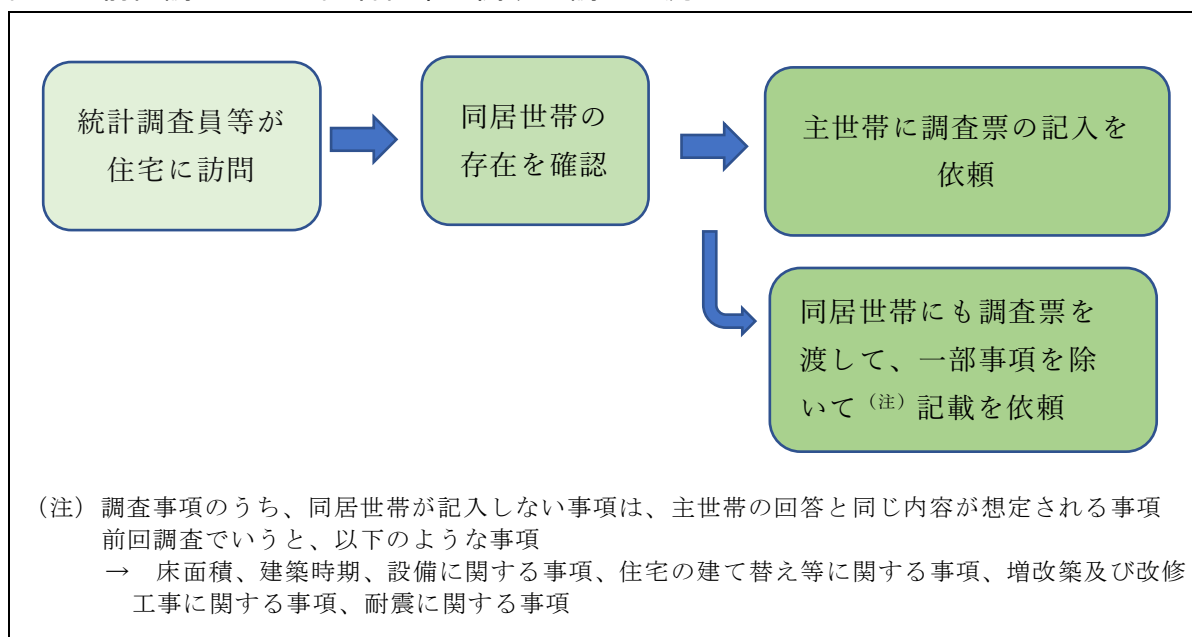 統計調査員等が
住宅に訪問
同居世帯の
存在を確認
主世帯に調査票の記入を
依頼
同居世帯にも調査票を
渡して、一部事項を除
いて（注）記載を依頼
（注）調査事項のうち、同居世帯が記入しない事項は、主世帯の回答と同じ内容が想定される事項
前回調査でいうと、以下のような事項
→　床面積、建築時期、設備に関する事項、住宅の建て替え等に関する事項、増改築及び改修
工事に関する事項、耐震に関する事項